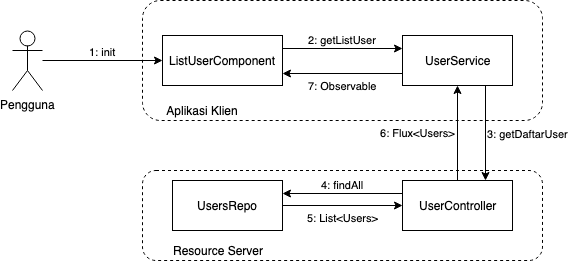 1: init
ListUserComponent
2: getListUser
UserService
7: Observable
Pengguna
Aplikasi Klien
6: Flux<Users>
3: getDaftarUser
UsersRepo
4: findAll
5: List<Users>
UserController
Resource Server